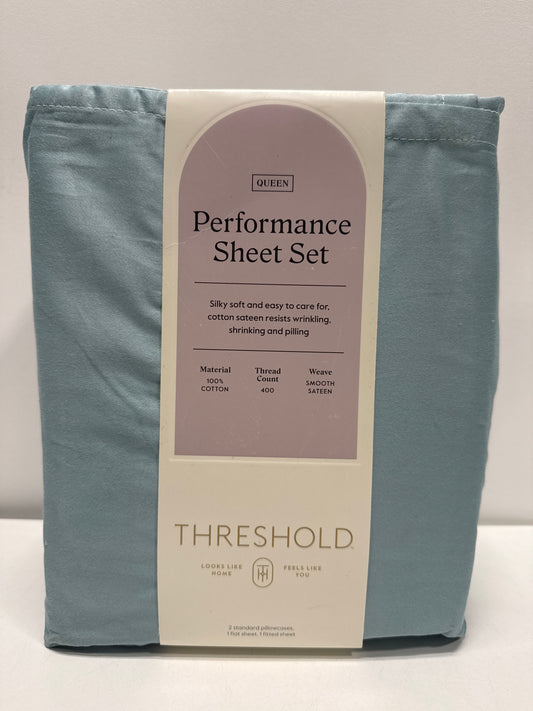 QUEEN
Performance
Sheet Set
Silky soft and easy to care for,
cotton sateen resists wrinkling,
shrinking and pilling
Material
100%
COTTON
Thread
Count
400
Weave
SMOOTH
SATEEN
THRESHOLD™
LOOKS LIKE
HOME
FEELS LIKE
YOU
2 standard pillowcases,
1 flat sheet, 1 fitted sheet